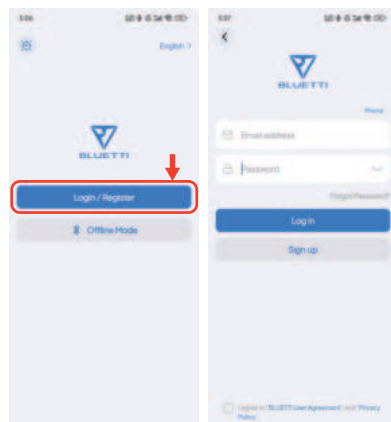 English >
BLUETTI
Login / Register
Offline Mode
BLUETTI
Phone
Email address
Password
Forgot Password?
Log in
Sign up
I agree to "BLUETTI User Agreement" and "Privacy
Policy"